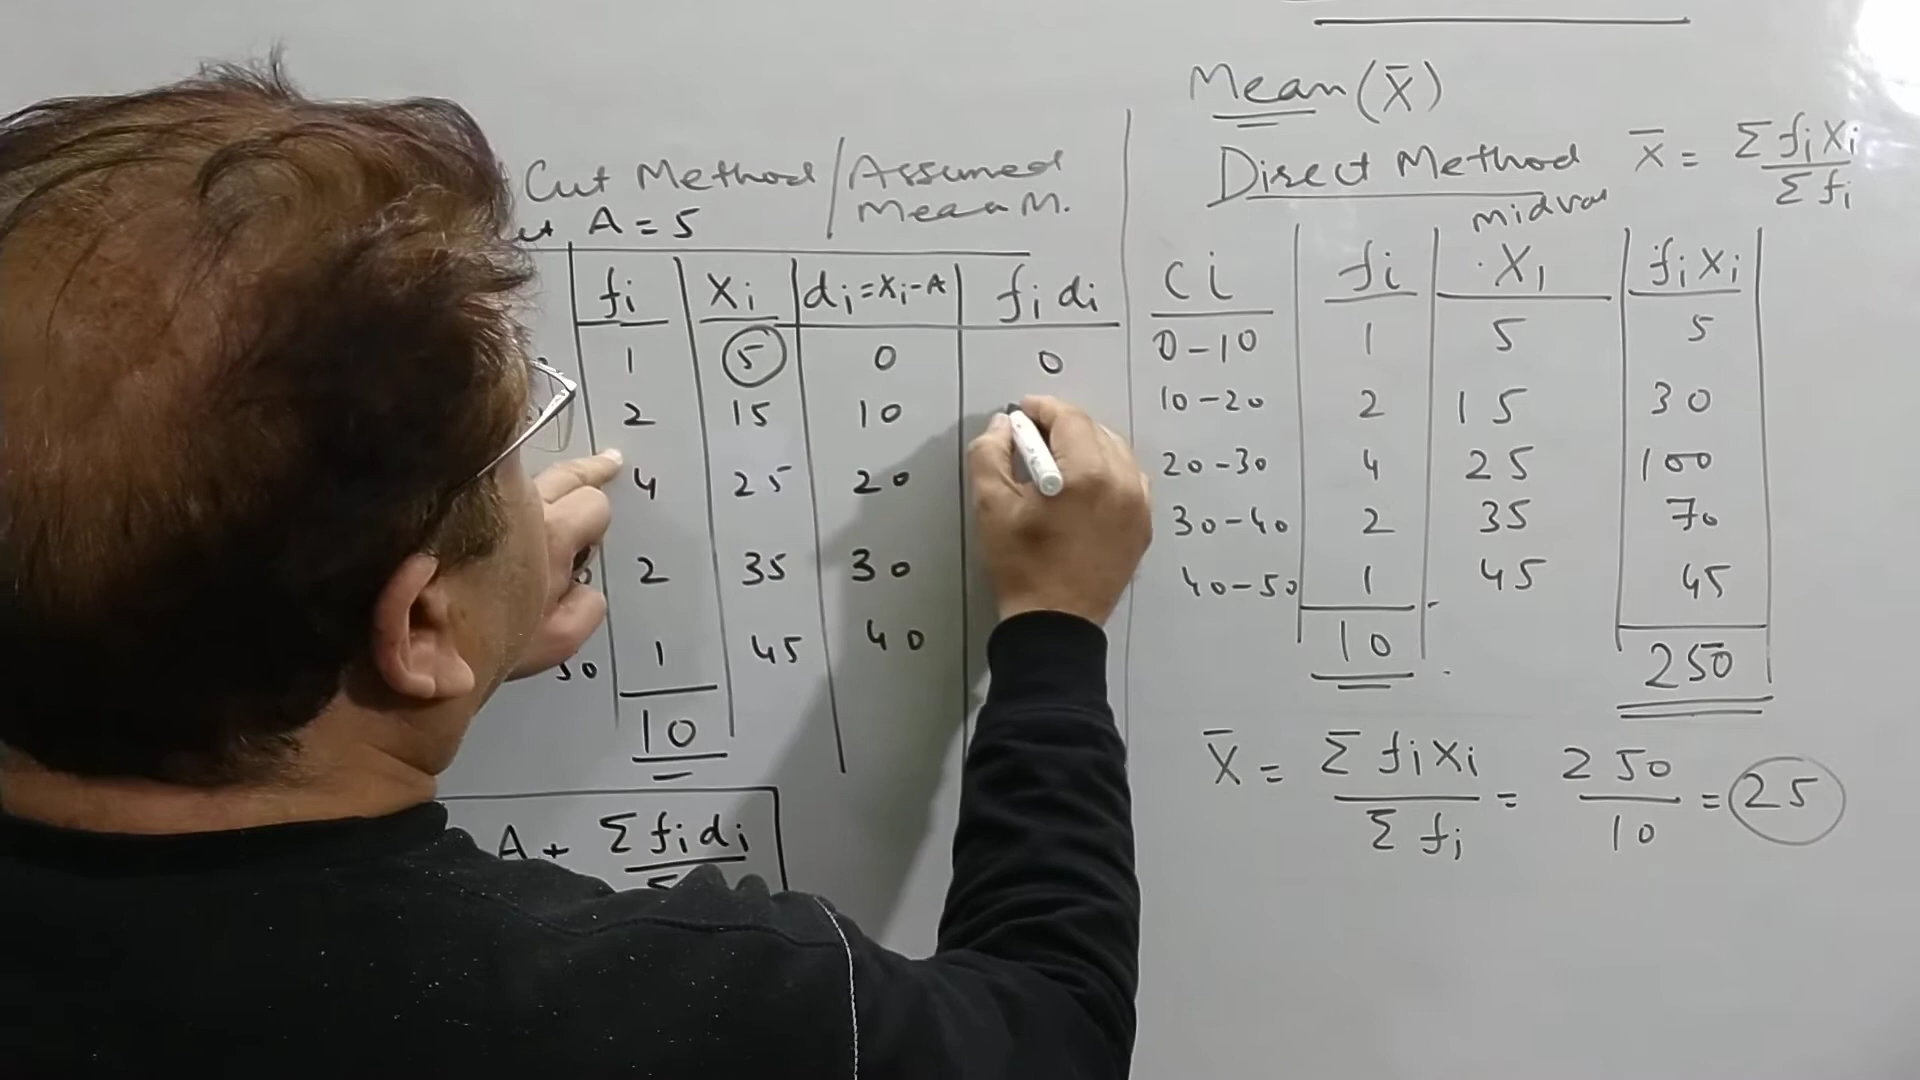 Cut Method / Assumed
Mean M.
A = 5
fi xi di = xi - A fi di
1 5 0 0
2 15 10
4 25 20
2 35 30
50 1 45 40
10
A + Σ fi di
Mean (X̄)
Direct Method x̄ = Σ fi xi / Σ fi
midval
Ci fi X1 fi xi
0-10 1 5 5
10-20 2 15 30
20-30 4 25 100
30-40 2 35 70
40-50 1 45 45
10 250
X̄ = Σ fi xi / Σ fi = 250 / 10 = 25